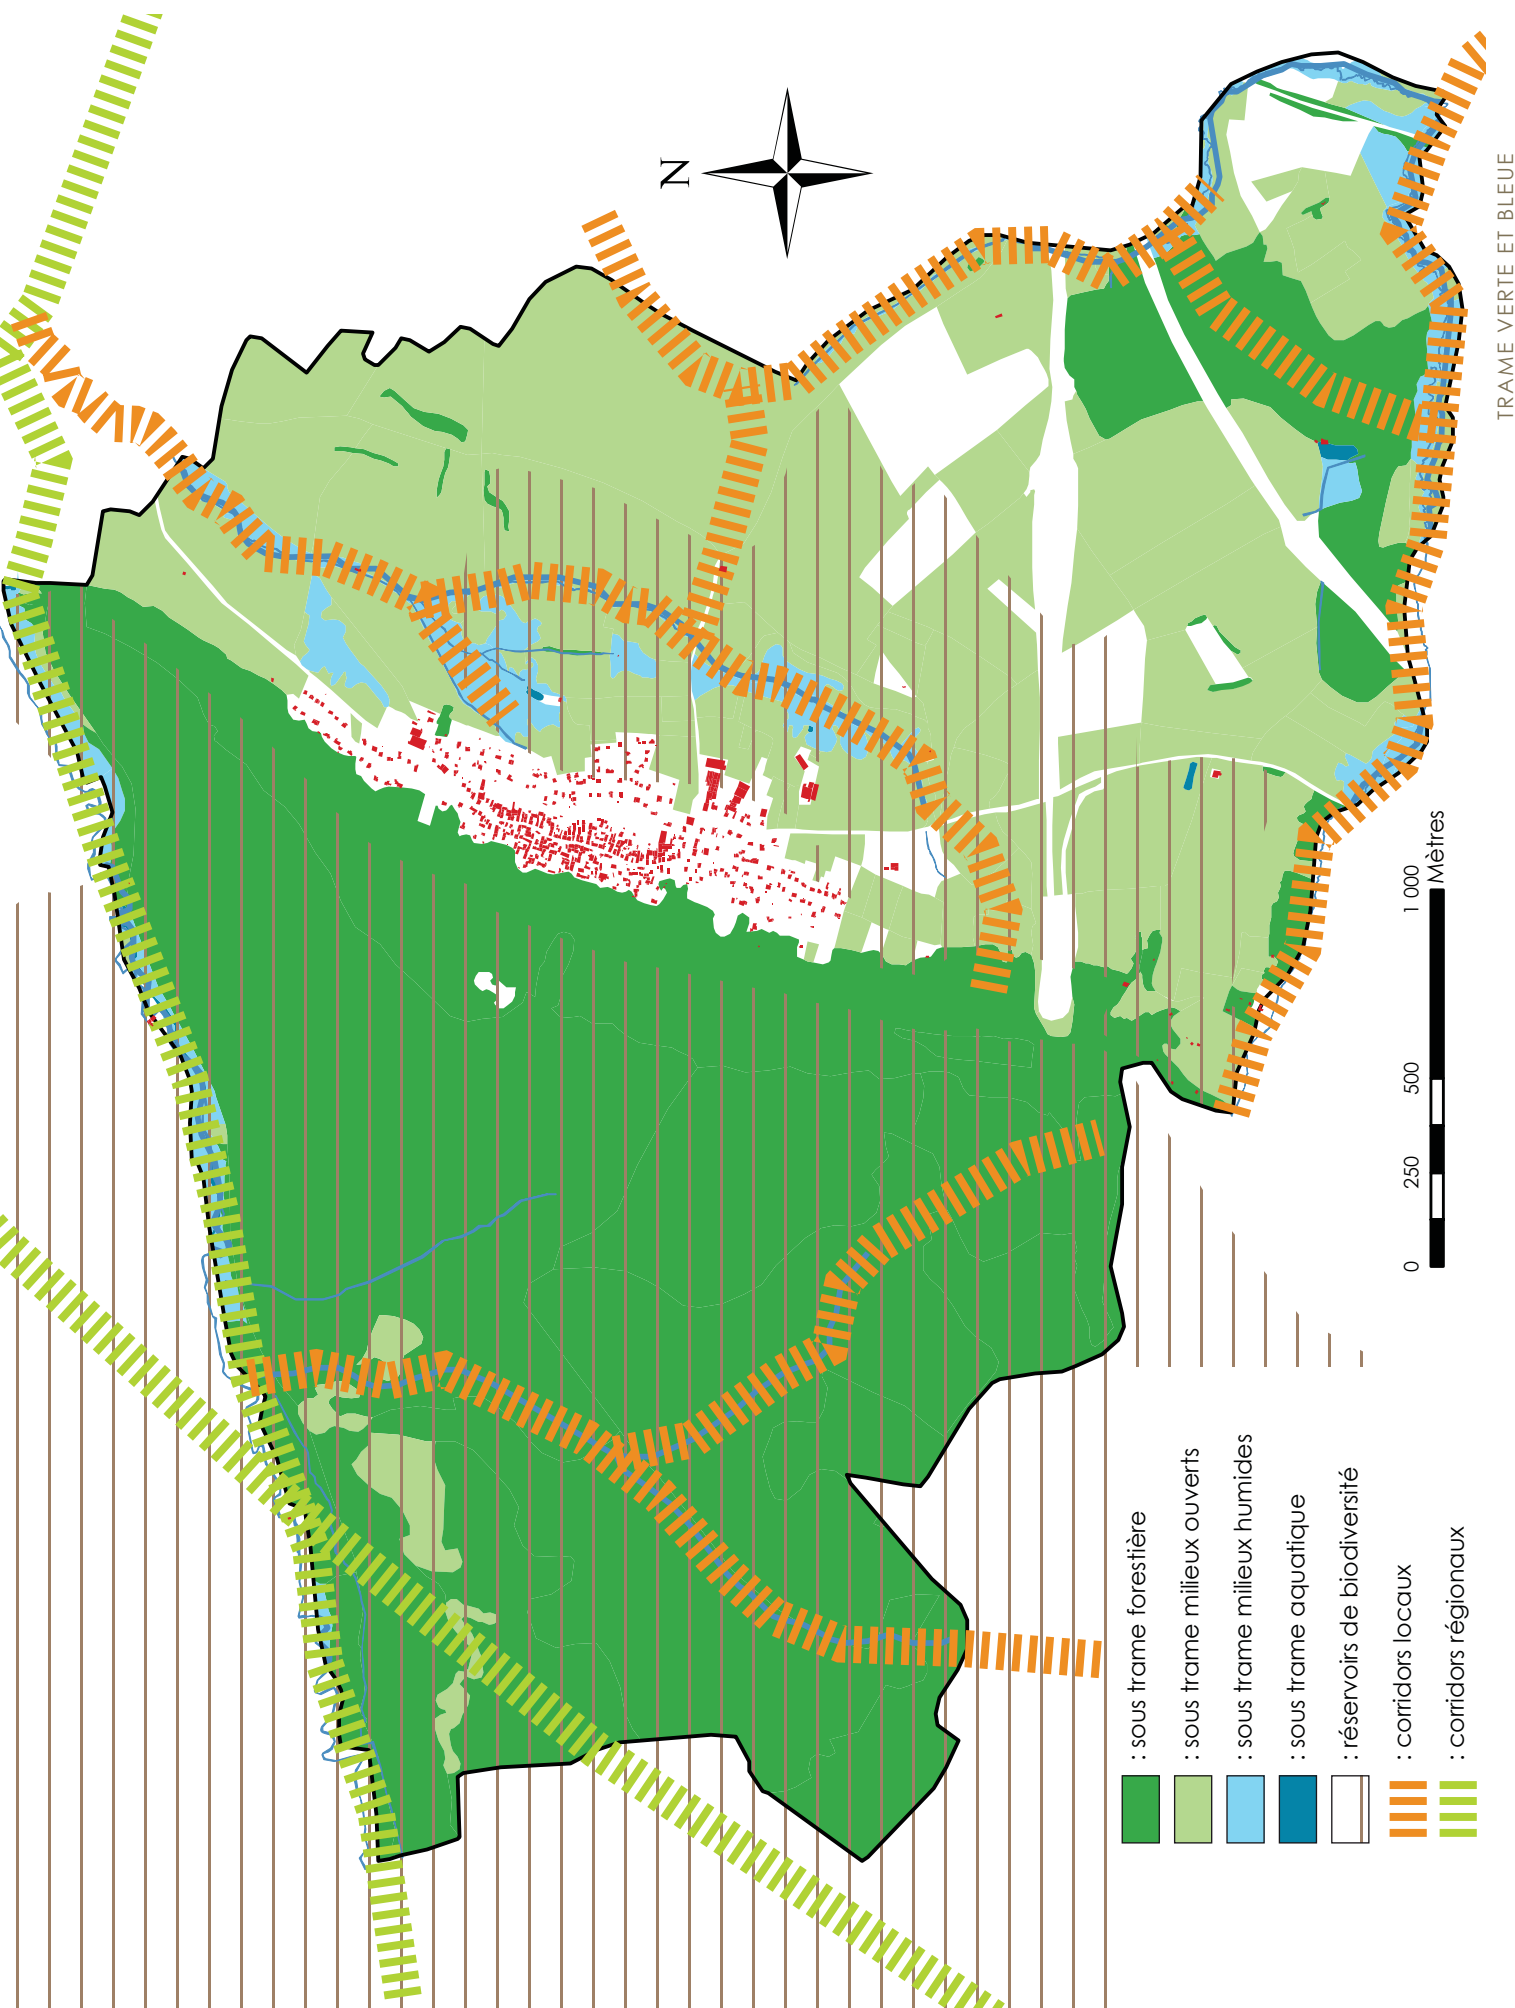 TRAME VERTE ET BLEUE
N
: sous trame forestière
: sous trame milieux ouverts
: sous trame milieux humides
: sous trame aquatique
: réservoirs de biodiversité
: corridors locaux
: corridors régionaux
0 250 500 1 000
Mètres